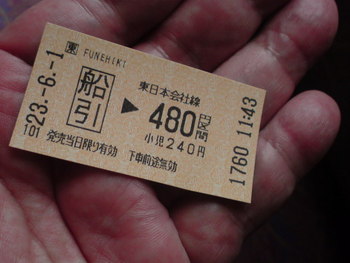 東 FUNEHIKI
23.-6.-1
船引
▶
東日本会社線
480円区間
小児240円
101 発売当日限り有効
下車前途無効
1760 11:43